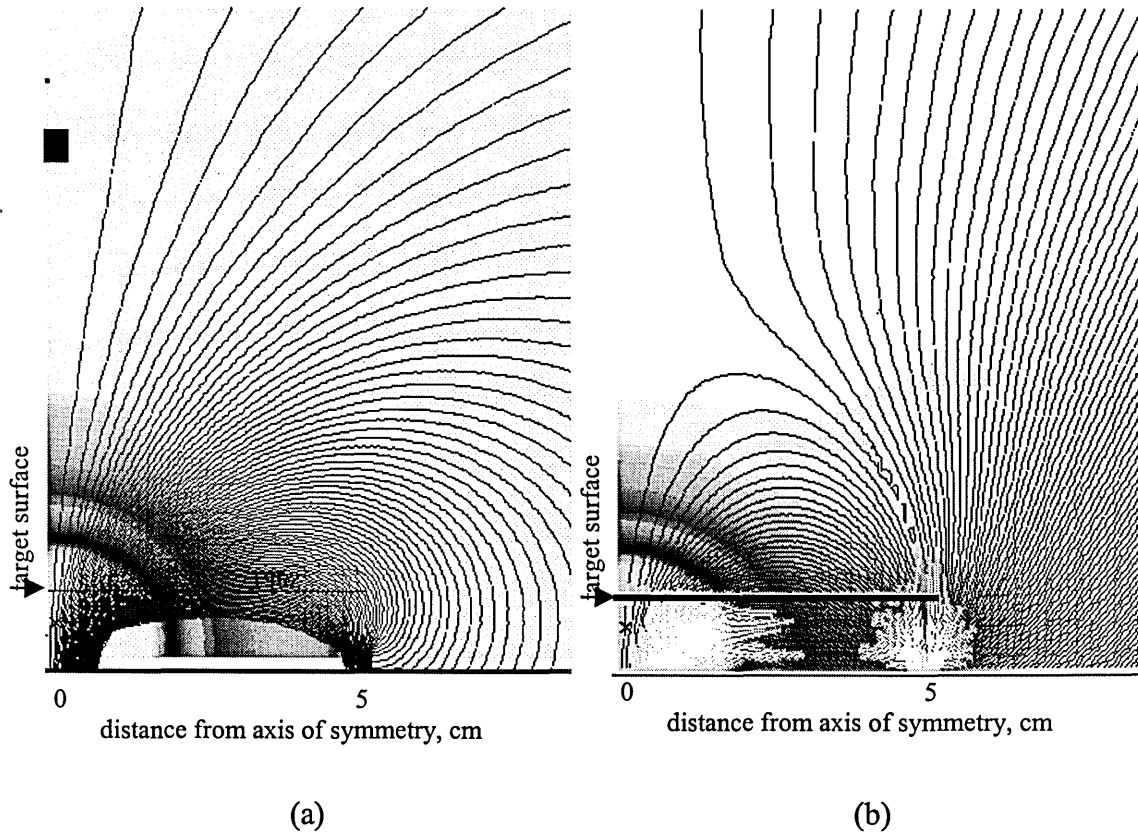 target surface
0
5
distance from axis of symmetry, cm
(a)
target surface
0
5
distance from axis of symmetry, cm
(b)